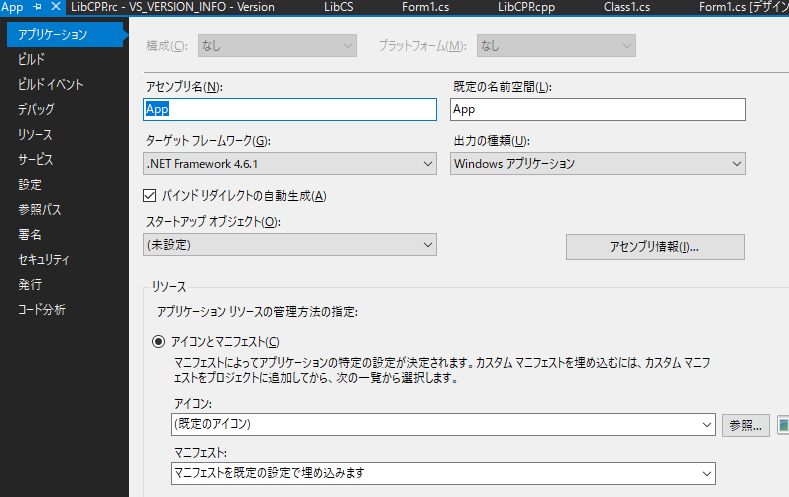 App LibCPP.rc - VS_VERSION_INFO - Version LibCS Form1.cs LibCPP.cpp Class1.cs Form1.cs [デザイン
アプリケーション
ビルド
ビルド イベント
デバッグ
リソース
サービス
設定
参照パス
署名
セキュリティ
発行
コード分析
構成(C): なし プラットフォーム(M): なし
アセンブリ名(N): 既定の名前空間(L):
App App
ターゲット フレームワーク(G): 出力の種類(U):
.NET Framework 4.6.1 Windows アプリケーション
バインド リダイレクトの自動生成(A)
スタートアップ オブジェクト(O):
(未設定) アセンブリ情報(I)...
リソース
アプリケーション リソースの管理方法の指定:
アイコンとマニフェスト(C)
マニフェストによってアプリケーションの特定の設定が決定されます。カスタム マニフェストを埋め込むには、カスタム マニフ
ェストをプロジェクトに追加してから、次の一覧から選択します。
アイコン:
(既定のアイコン) 参照...
マニフェスト:
マニフェストを既定の設定で埋め込みます